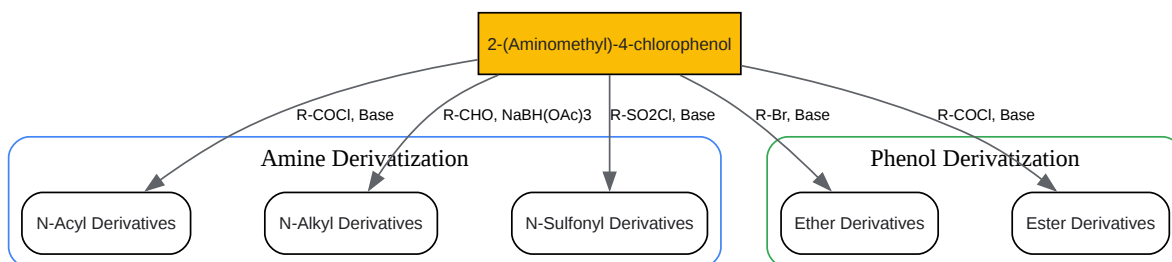 2-(Aminomethyl)-4-chlorophenol
R-COCl, Base
R-CHO, NaBH(OAc)3
R-SO2Cl, Base
R-Br, Base
R-COCl, Base
Amine Derivatization
Phenol Derivatization
N-Acyl Derivatives
N-Alkyl Derivatives
N-Sulfonyl Derivatives
Ether Derivatives
Ester Derivatives